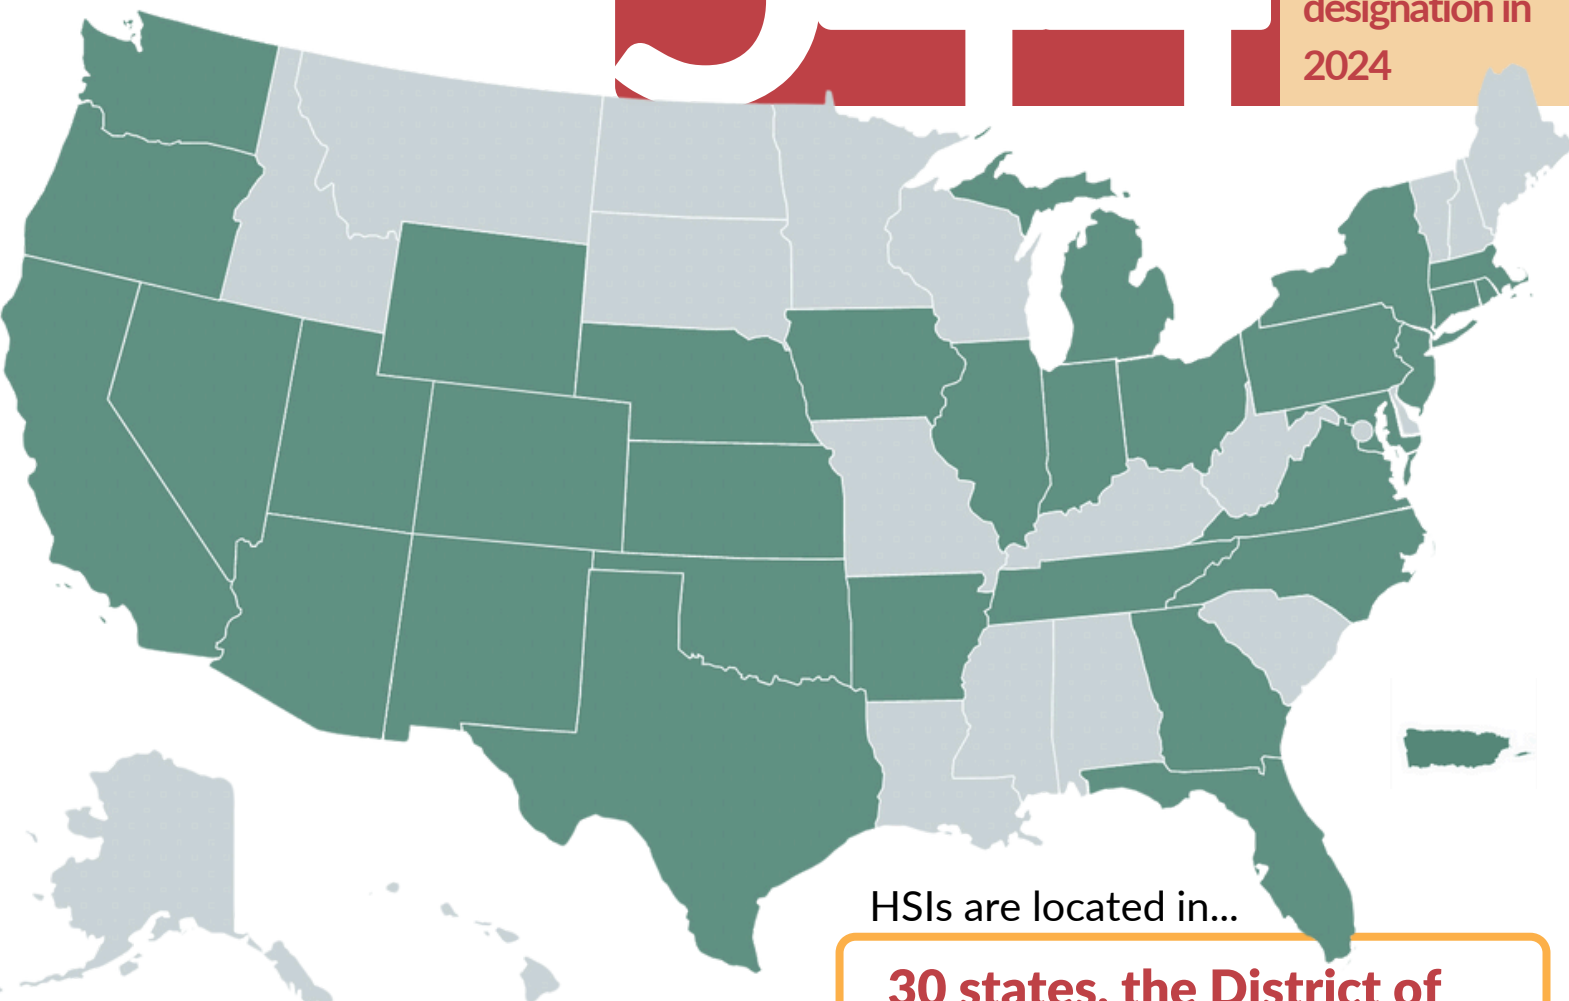 designation in
2024
HSIs are located in...
30 states, the District of